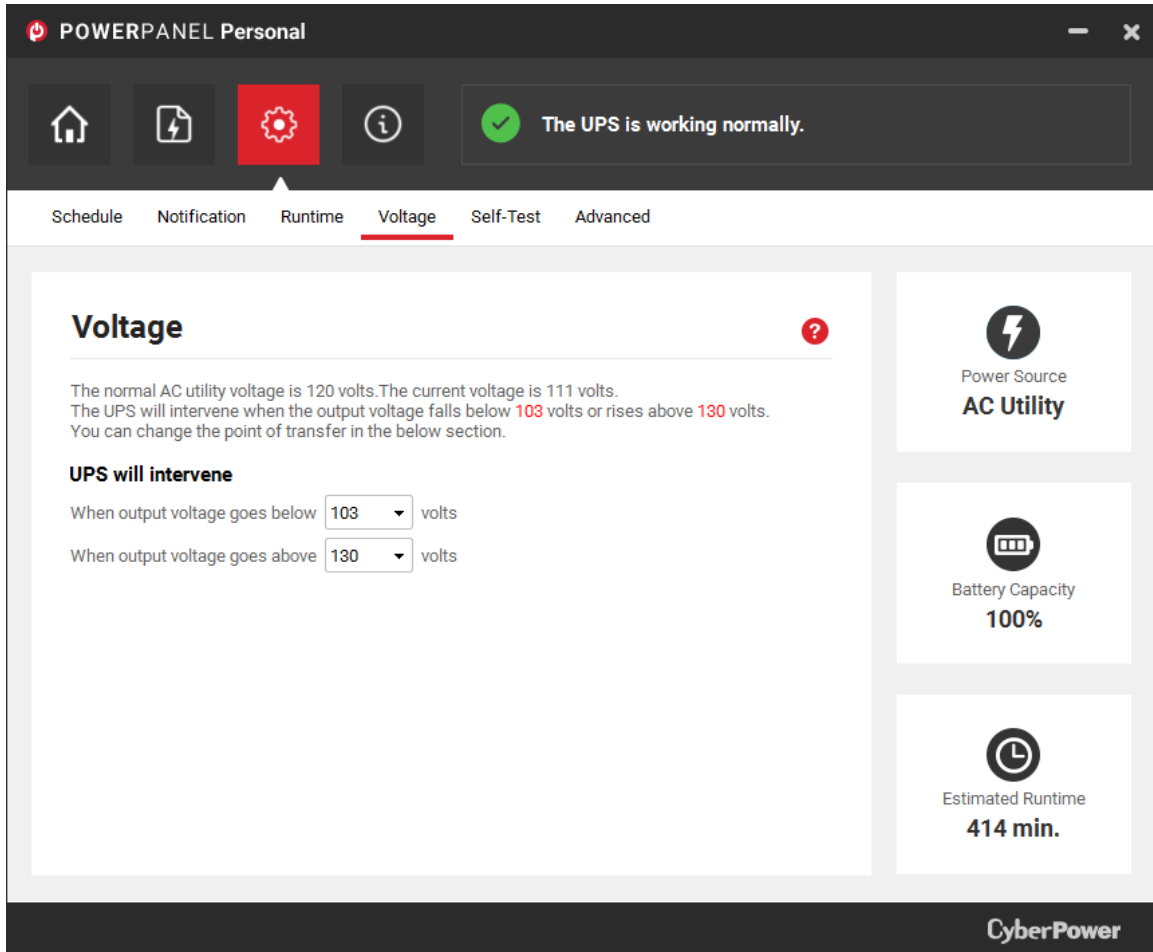 POWERPANEL Personal
The UPS is working normally.
Schedule Notification Runtime Voltage Self-Test Advanced
Voltage
?
The normal AC utility voltage is 120 volts.The current voltage is 111 volts.
The UPS will intervene when the output voltage falls below 103 volts or rises above 130 volts.
You can change the point of transfer in the below section.
UPS will intervene
When output voltage goes below 103 volts
When output voltage goes above 130 volts
Power Source
AC Utility
Battery Capacity
100%
Estimated Runtime
414 min.
CyberPower